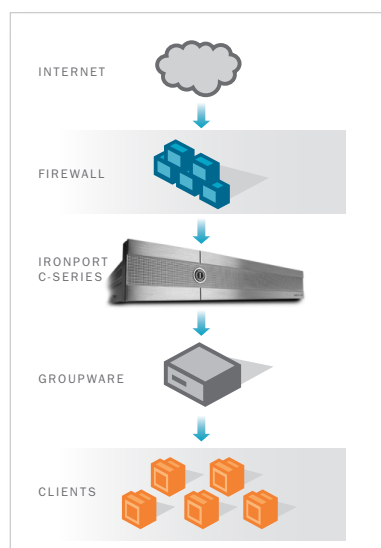 INTERNET
FIREWALL
IRONPORT
C-SERIES
GROUPWARE
CLIENTS